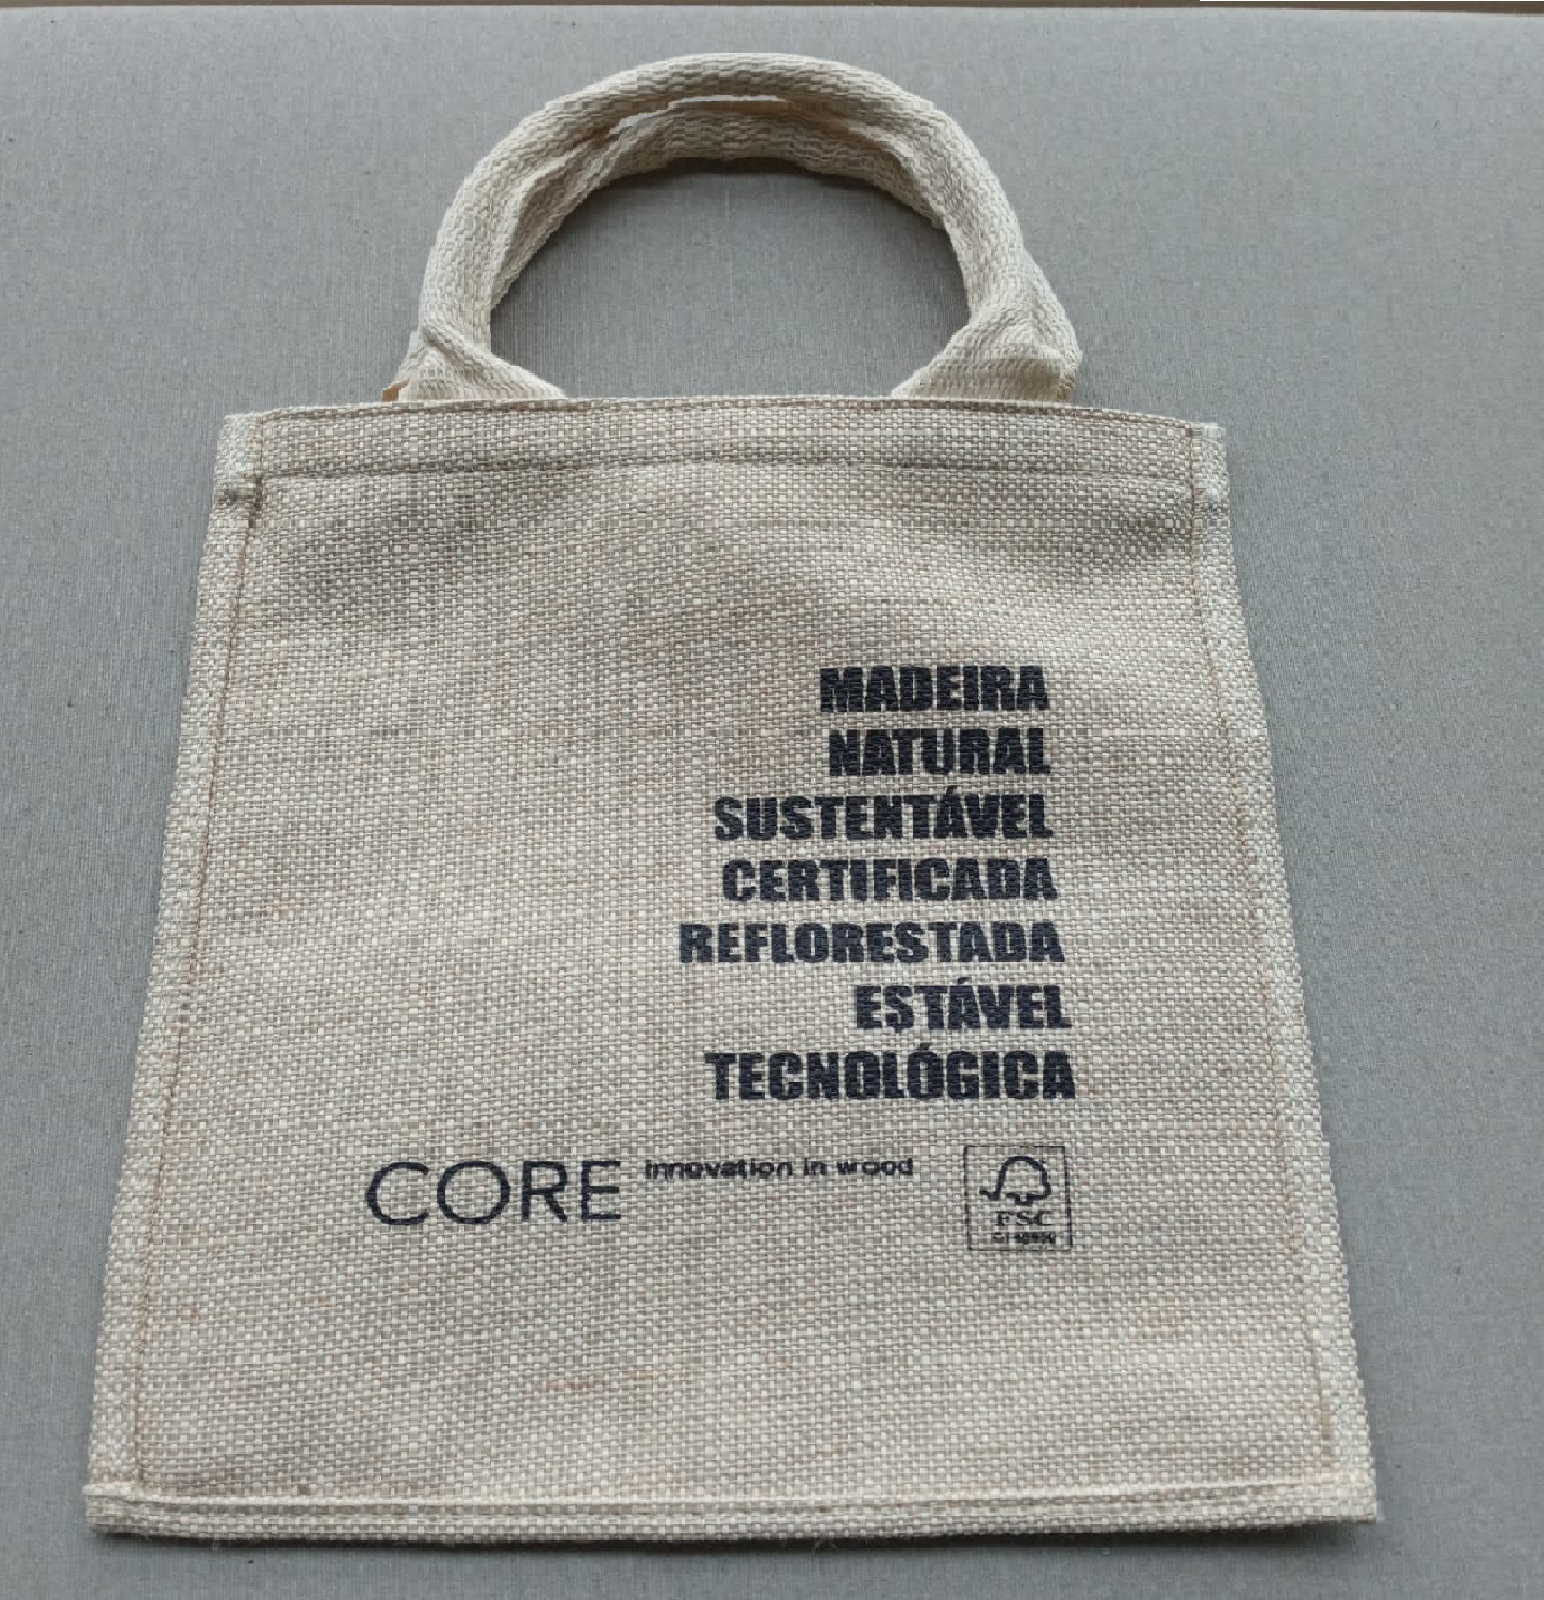 MADEIRA
NATURAL
SUSTENTÁVEL
CERTIFICADA
REFLORESTADA
ESTÁVEL
TECNOLÓGICA
CORE innovation in wood
FSC